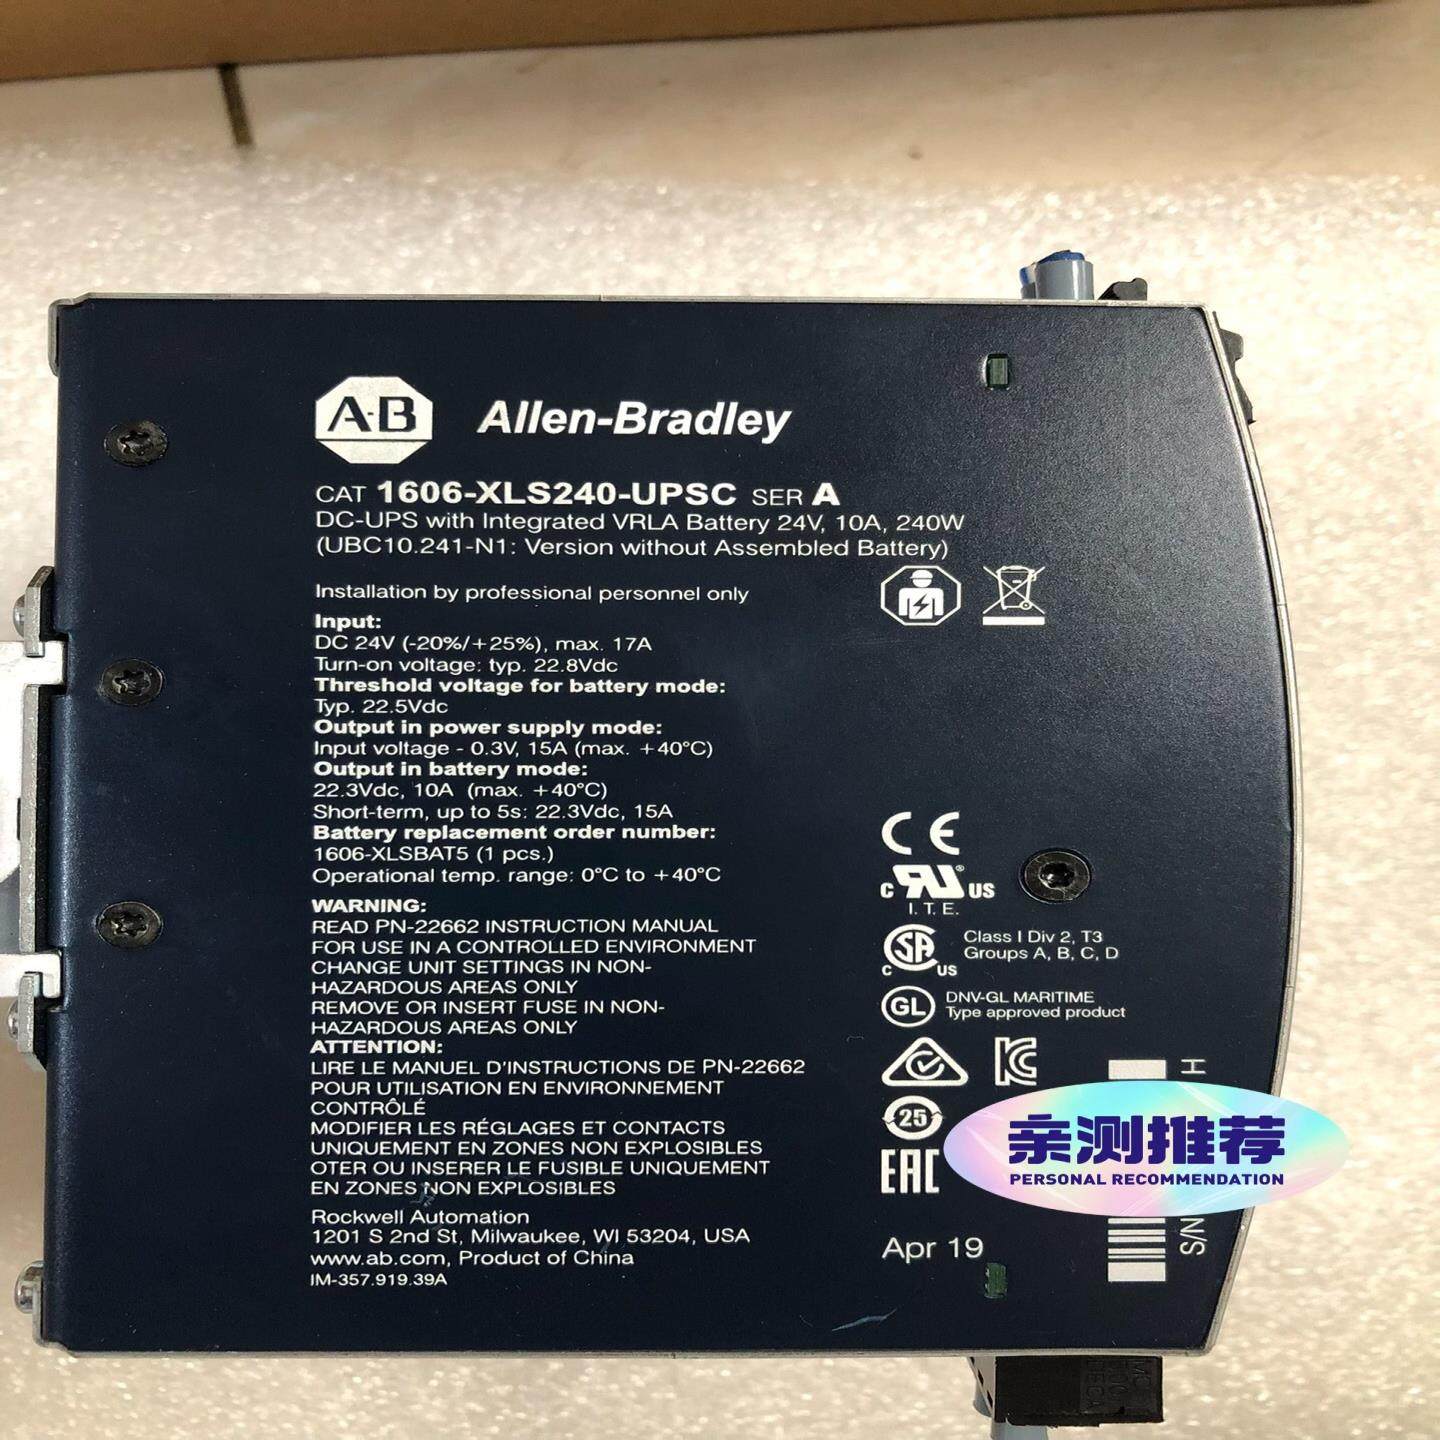 A-B Allen-Bradley
CAT 1606-XLS240-UPSC SER A
DC-UPS with Integrated VRLA Battery 24V, 10A, 240W
(UBC10.241-N1: Version without Assembled Battery)
Installation by professional personnel only
Input:
DC 24V (-20%/+25%), max. 17A
Turn-on voltage: typ. 22.8Vdc
Threshold voltage for battery mode:
Typ. 22.5Vdc
Output in power supply mode:
Input voltage - 0.3V, 15A (max. +40°C)
Output in battery mode:
22.3Vdc, 10A (max. +40°C)
Short-term, up to 5s: 22.3Vdc, 15A
Battery replacement order number:
1606-XLSBAT5 (1 pcs.)
Operational temp. range: 0°C to +40°C
WARNING:
READ PN-22662 INSTRUCTION MANUAL
FOR USE IN A CONTROLLED ENVIRONMENT
CHANGE UNIT SETTINGS IN NON-
HAZARDOUS AREAS ONLY
REMOVE OR INSERT FUSE IN NON-
HAZARDOUS AREAS ONLY
ATTENTION:
LIRE LE MANUEL D'INSTRUCTIONS DE PN-22662
POUR UTILISATION EN ENVIRONNEMENT
CONTRÔLÉ
MODIFIER LES RÉGLAGES ET CONTACTS
UNIQUEMENT EN ZONES NON EXPLOSIBLES
OTER OU INSERER LE FUSIBLE UNIQUEMENT
EN ZONES NON EXPLOSIBLES
Rockwell Automation
1201 S 2nd St, Milwaukee, WI 53204, USA
www.ab.com, Product of China
IM-357.919.39A
CE
c RU ® US
I.T.E.
c SA US
Class I Div 2, T3
Groups A, B, C, D
GL
DNV-GL MARITIME
Type approved product
KC
25
EAC
Apr 19
H
N/S
亲测推荐
PERSONAL RECOMMENDATION